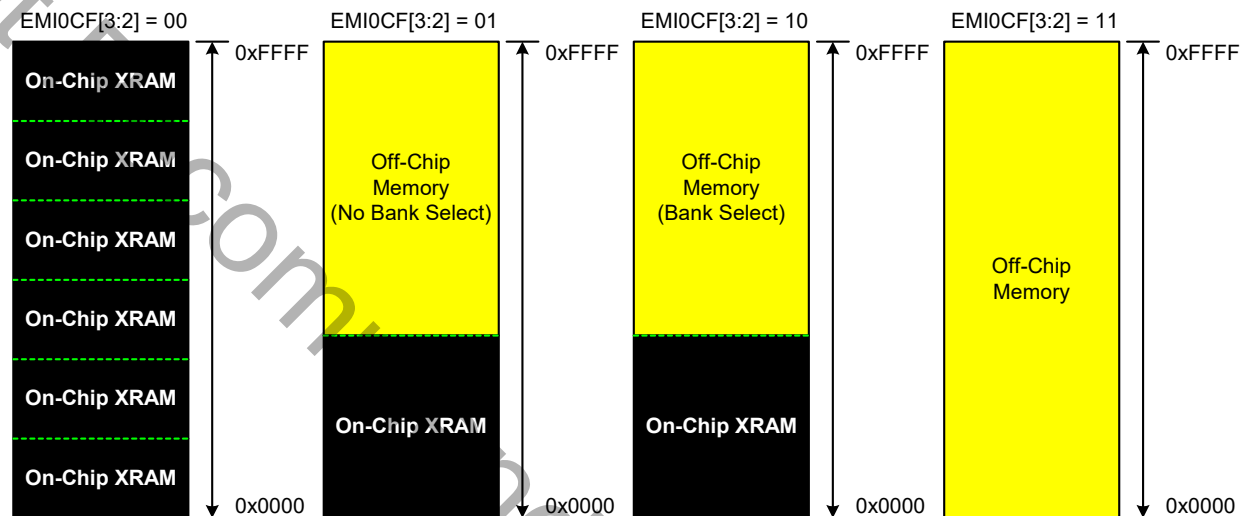 EMI0CF[3:2] = 00
On-Chip XRAM
On-Chip XRAM
On-Chip XRAM
On-Chip XRAM
On-Chip XRAM
On-Chip XRAM
0xFFFF
0x0000
EMI0CF[3:2] = 01
Off-Chip
Memory
(No Bank Select)
On-Chip XRAM
0xFFFF
0x0000
EMI0CF[3:2] = 10
Off-Chip
Memory
(Bank Select)
On-Chip XRAM
0xFFFF
0x0000
EMI0CF[3:2] = 11
Off-Chip
Memory
0xFFFF
0x0000